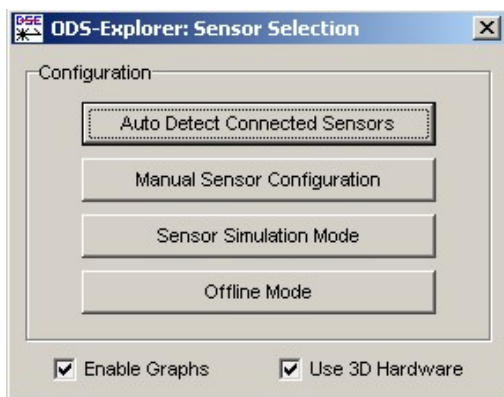 DSE
ODS-Explorer: Sensor Selection
Configuration
Auto Detect Connected Sensors
Manual Sensor Configuration
Sensor Simulation Mode
Offline Mode
Enable Graphs Use 3D Hardware